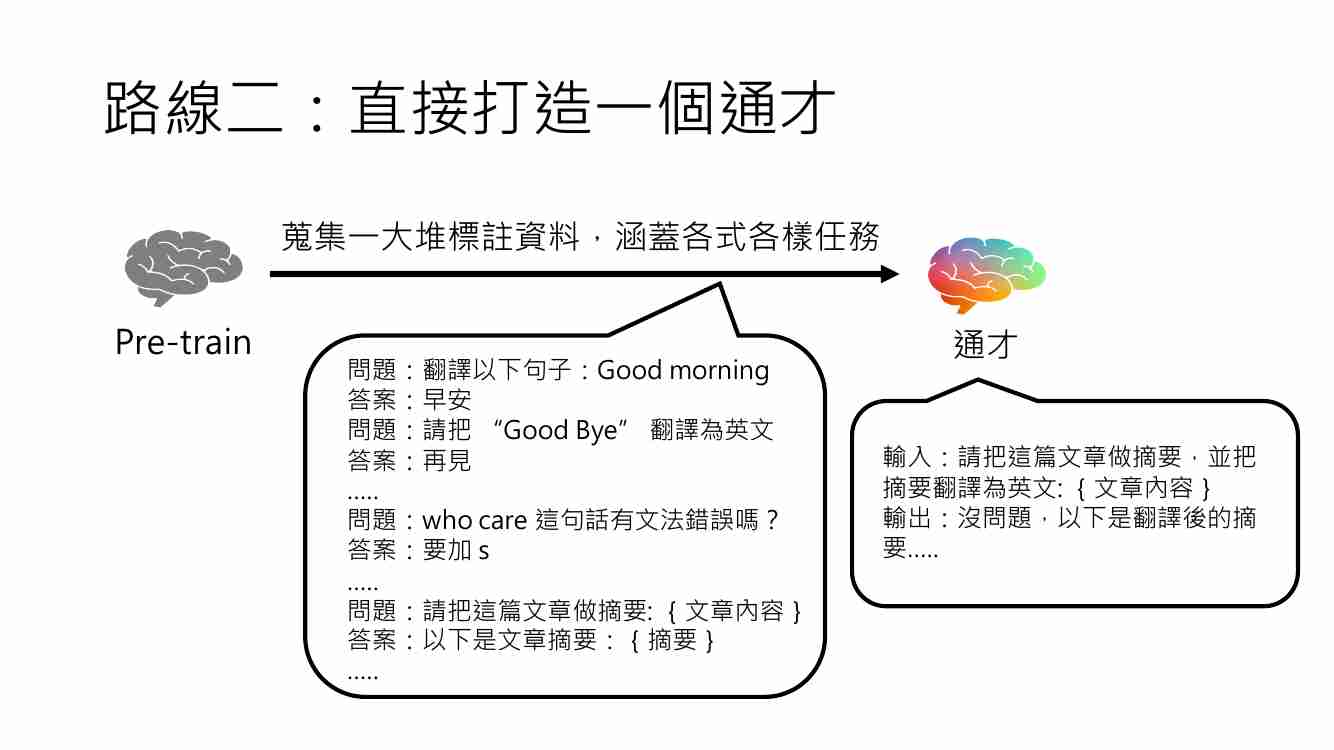 路線二：直接打造一個通才
蒐集一大堆標註資料，涵蓋各式各樣任務
Pre-train
通才
問題：翻譯以下句子：Good morning
答案：早安
問題：請把 “Good Bye” 翻譯為英文
答案：再見
.....
問題：who care 這句話有文法錯誤嗎？
答案：要加 s
.....
問題：請把這篇文章做摘要: { 文章內容 }
答案：以下是文章摘要：{ 摘要 }
.....
輸入：請把這篇文章做摘要，並把
摘要翻譯為英文: { 文章內容 }
輸出：沒問題，以下是翻譯後的摘
要.....